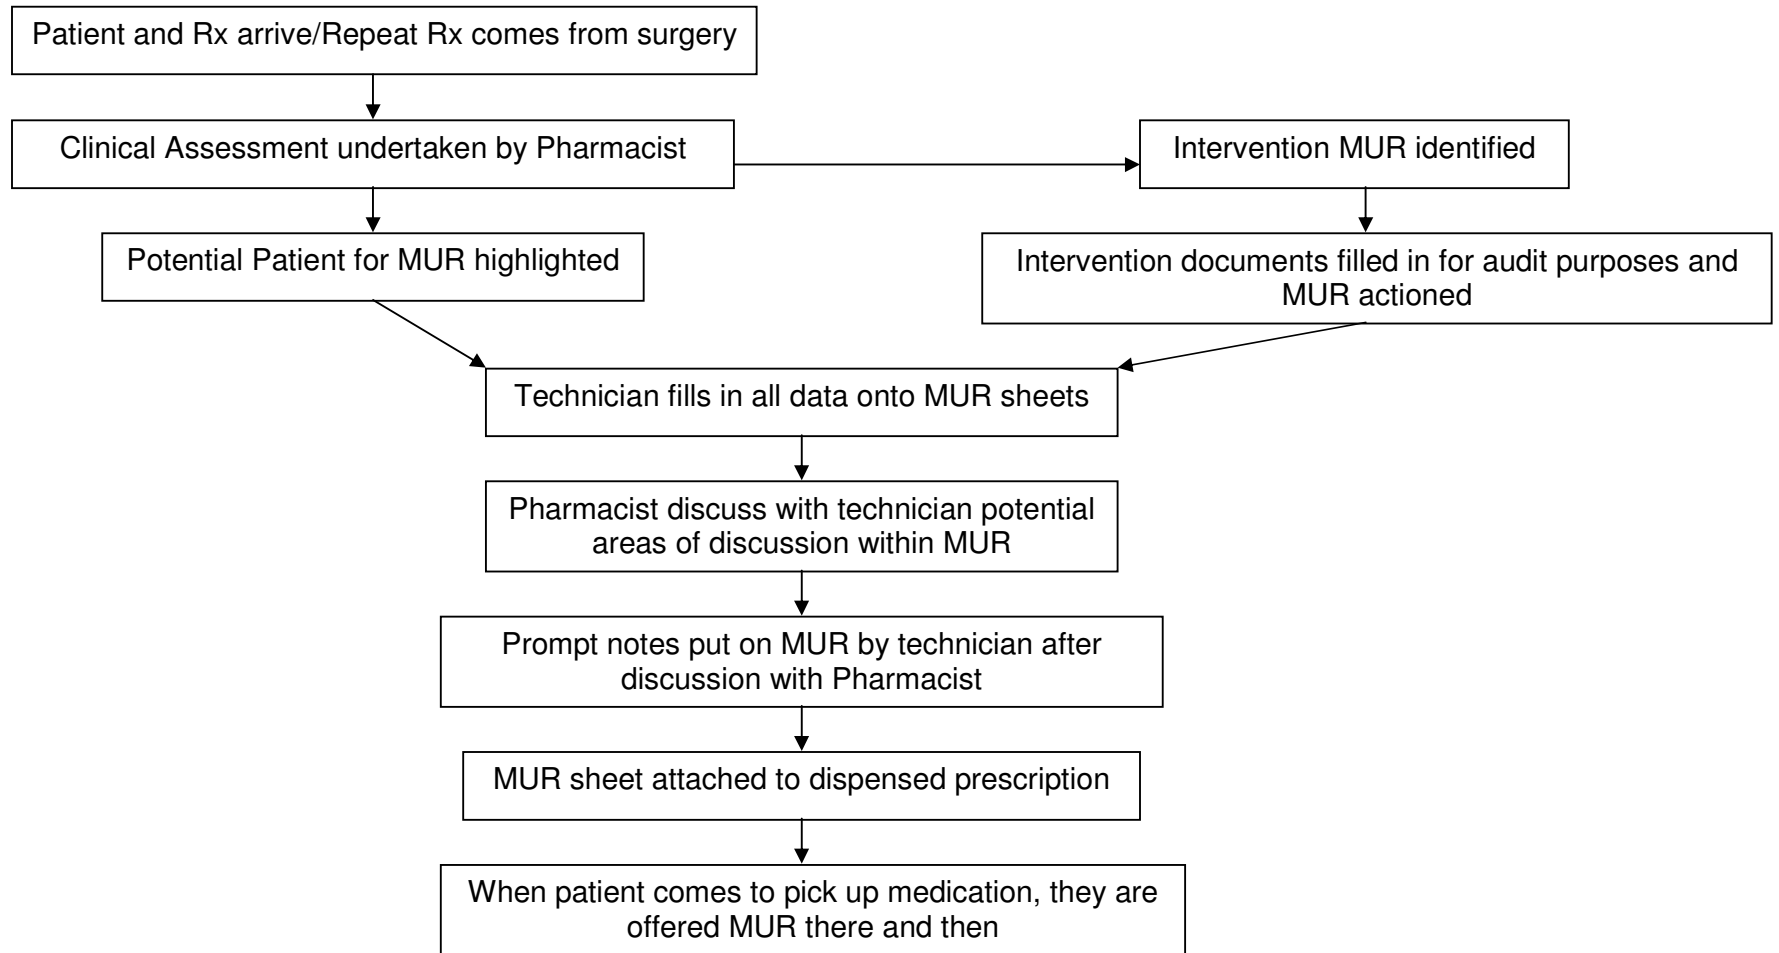 Patient and Rx arrive/Repeat Rx comes from surgery
Clinical Assessment undertaken by Pharmacist
Intervention MUR identified
Potential Patient for MUR highlighted
Intervention documents filled in for audit purposes and
MUR actioned
Technician fills in all data onto MUR sheets
Pharmacist discuss with technician potential
areas of discussion within MUR
Prompt notes put on MUR by technician after
discussion with Pharmacist
MUR sheet attached to dispensed prescription
When patient comes to pick up medication, they are
offered MUR there and then